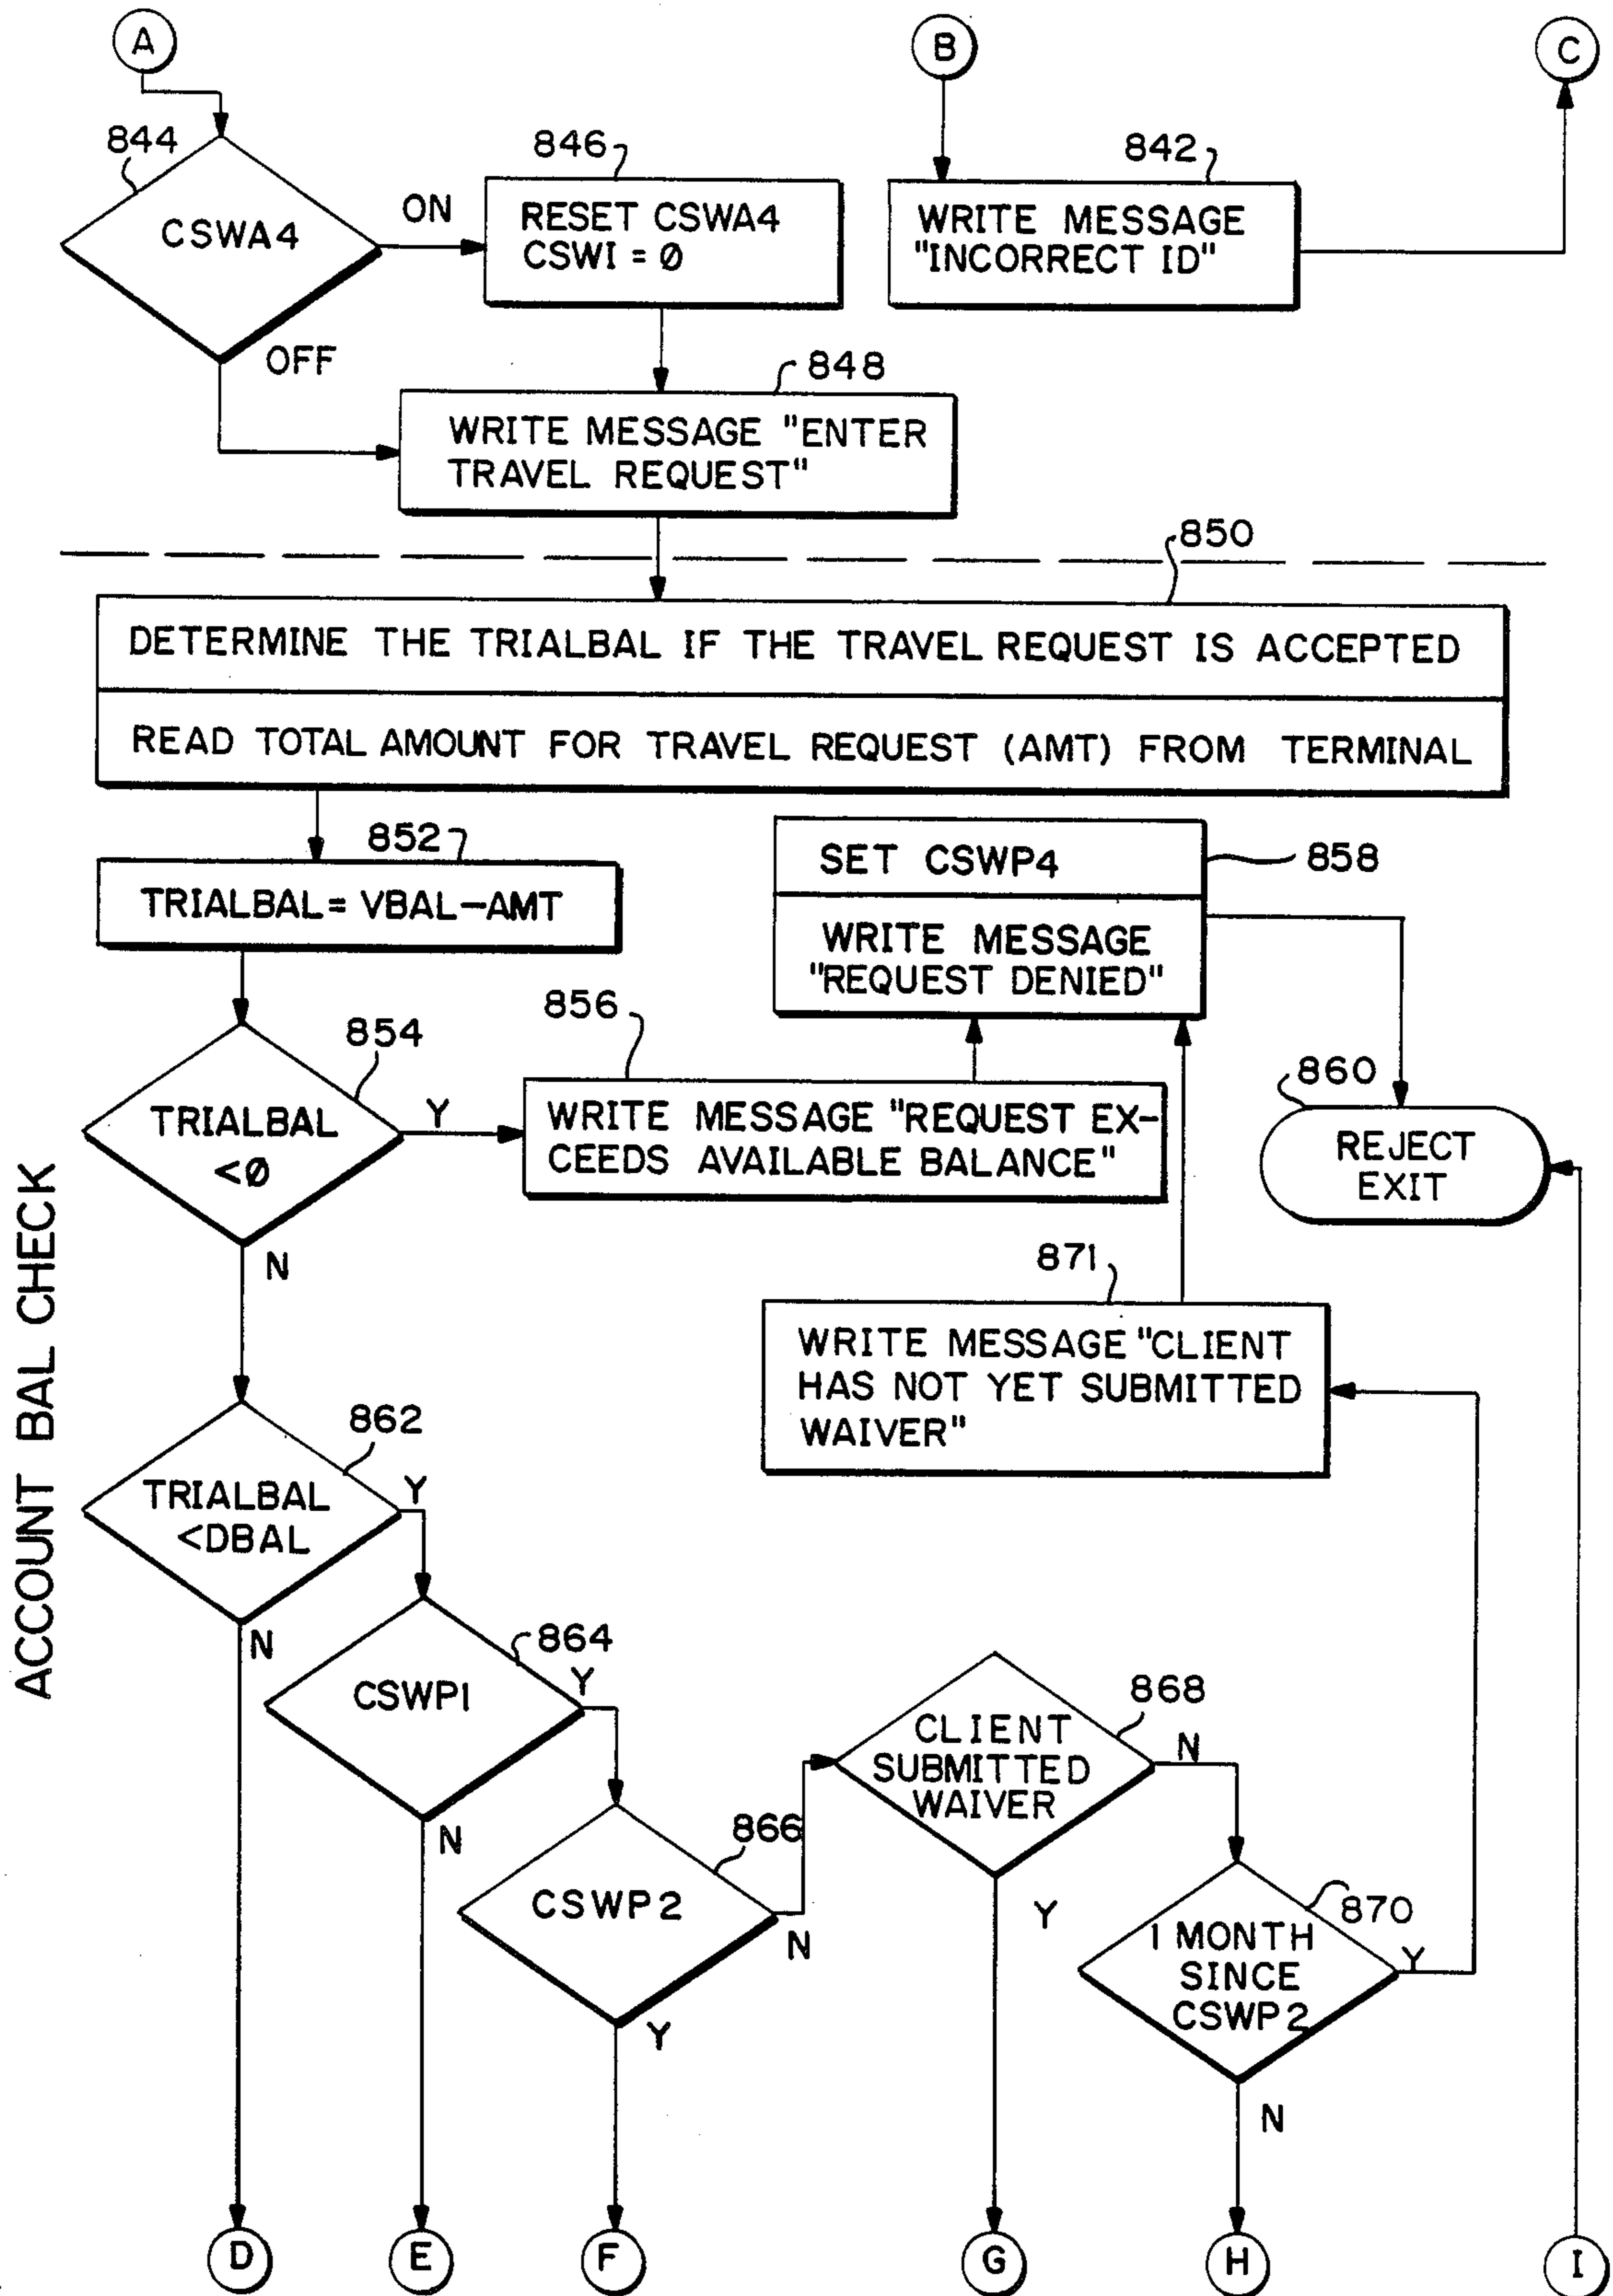 A
B
C
844
CSWA4
ON
OFF
846
RESET CSWA4
CSWI = Ø
842
WRITE MESSAGE
"INCORRECT ID"
848
WRITE MESSAGE "ENTER
TRAVEL REQUEST"
850
DETERMINE THE TRIALBAL IF THE TRAVEL REQUEST IS ACCEPTED
READ TOTAL AMOUNT FOR TRAVEL REQUEST (AMT) FROM TERMINAL
852
TRIALBAL = VBAL-AMT
SET CSWP4
858
WRITE MESSAGE
"REQUEST DENIED"
854
TRIALBAL
<Ø
Y
N
856
WRITE MESSAGE "REQUEST EX-
CEEDS AVAILABLE BALANCE"
860
REJECT
EXIT
ACCOUNT BAL CHECK
871
WRITE MESSAGE "CLIENT
HAS NOT YET SUBMITTED
WAIVER"
862
TRIALBAL
<DBAL
Y
N
864
CSWP1
Y
N
866
CSWP2
N
Y
868
CLIENT
SUBMITTED
WAIVER
N
Y
870
1 MONTH
SINCE
CSWP2
Y
N
D
E
F
G
H
I